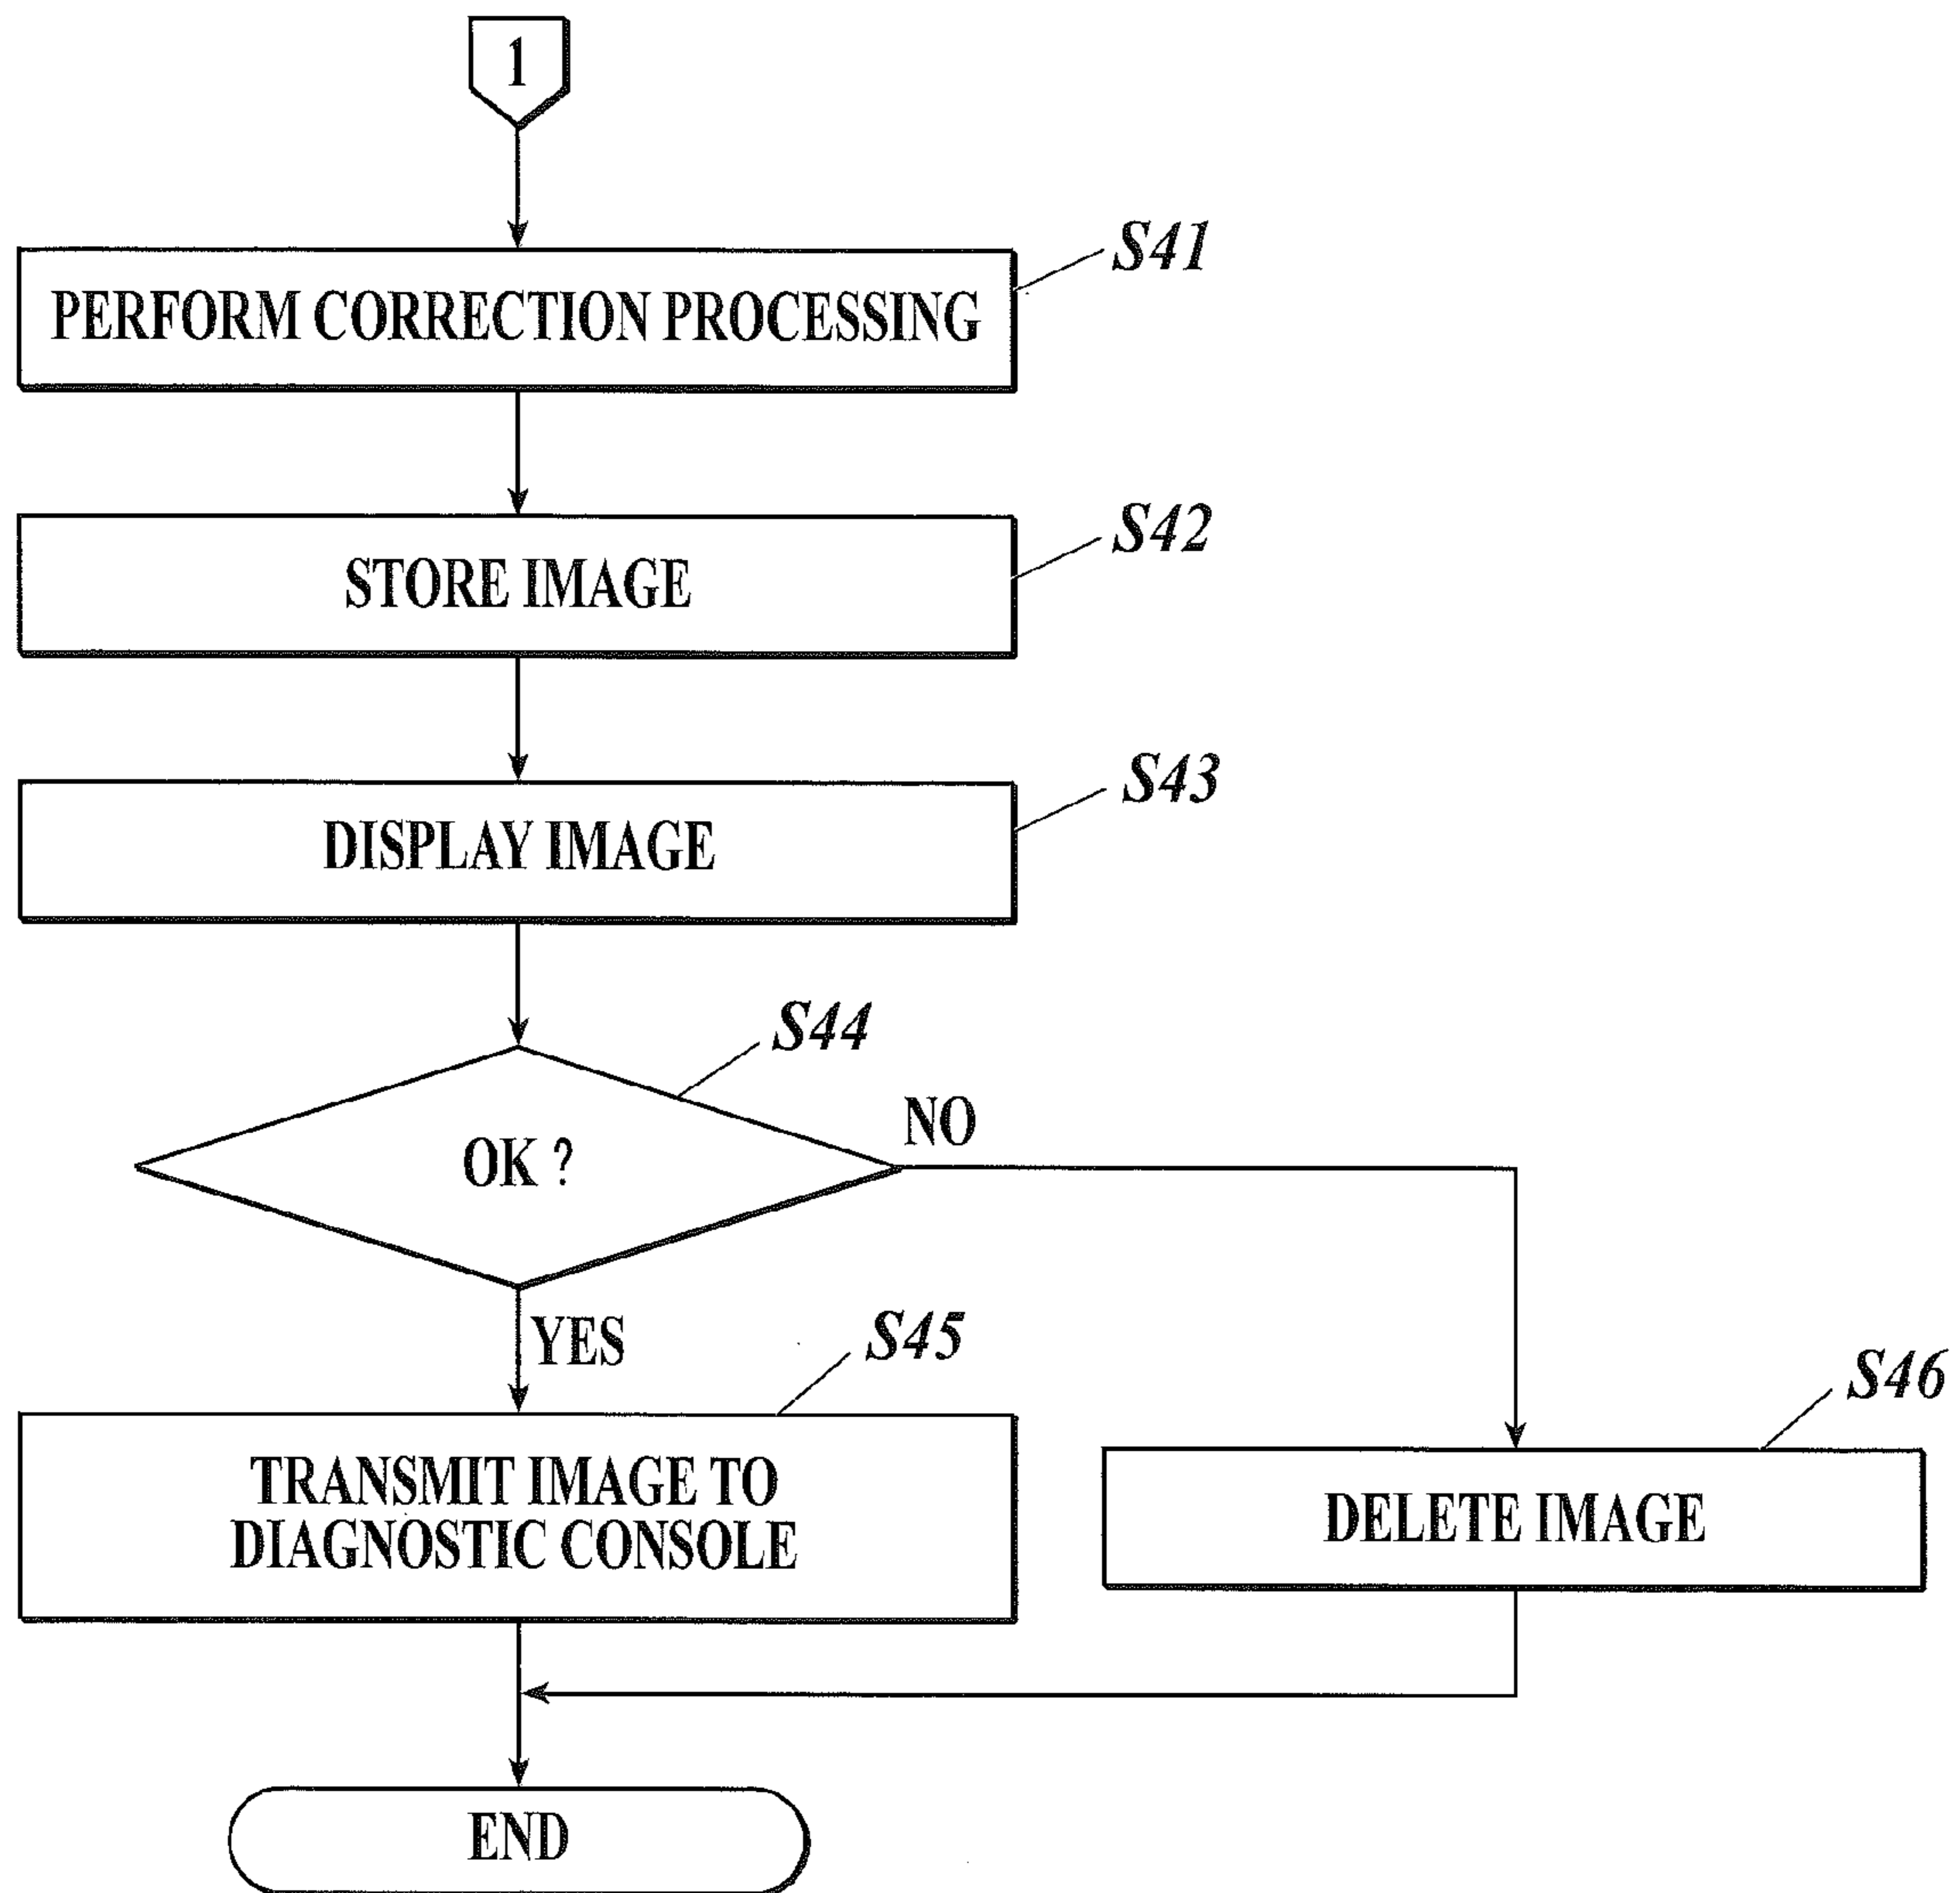 1
S41
PERFORM CORRECTION PROCESSING
S42
STORE IMAGE
S43
DISPLAY IMAGE
S44
OK ?
NO
YES
S45
TRANSMIT IMAGE TO
DIAGNOSTIC CONSOLE
S46
DELETE IMAGE
END